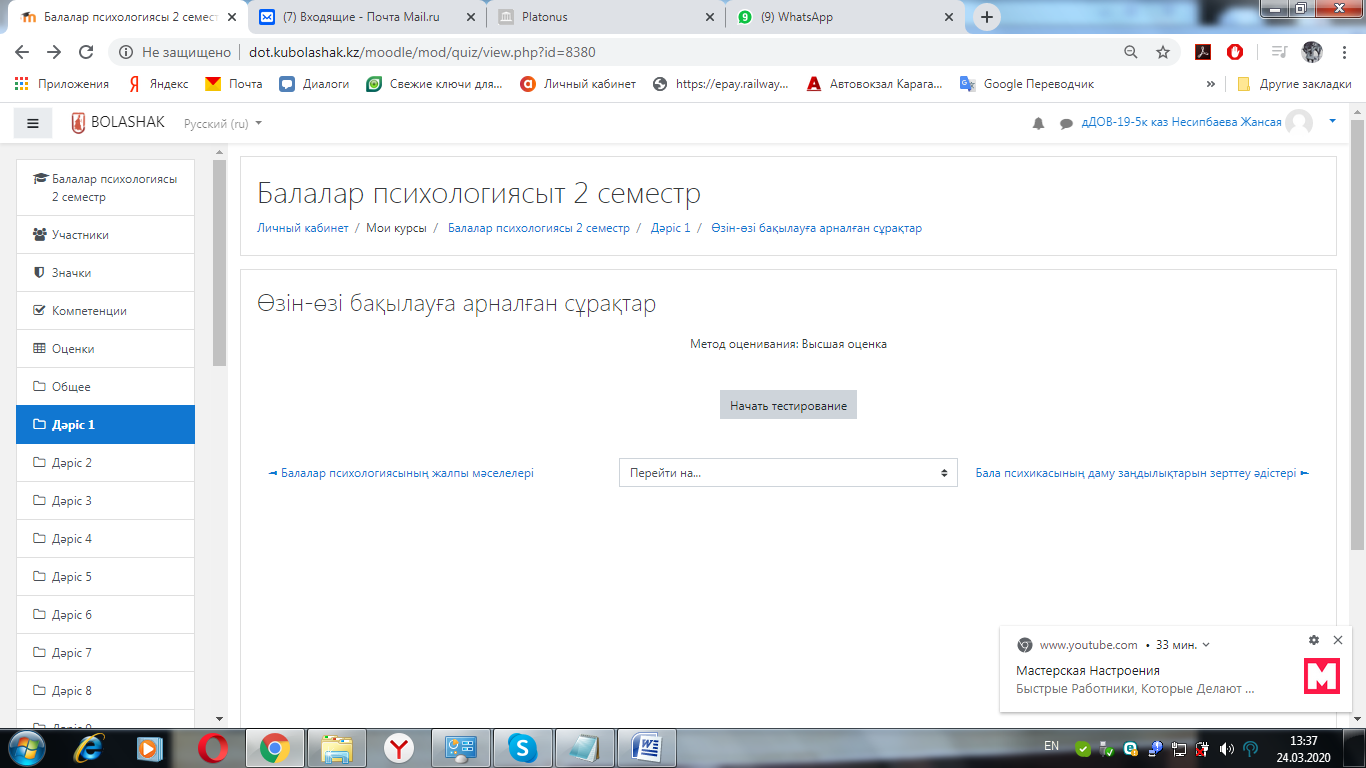 Балалар психологиясы 2 семест
(7) Входящие - Почта Mail.ru
Platonus
(9) WhatsApp
Не защищено | dot.kubolashak.kz/moodle/mod/quiz/view.php?id=8380
Приложения
Яндекс
Почта
Диалоги
Свежие ключи для...
Личный кабинет
https://epay.railway...
Автовокзал Карага...
Google Переводчик
»
Другие закладки
BOLASHAK
Русский (ru)
дДОВ-19-5к каз Несипбаева Жансая
Балалар психологиясы
2 семестр
Участники
Значки
Компетенции
Оценки
Общее
Дәріс 1
Дәріс 2
Дәріс 3
Дәріс 4
Дәріс 5
Дәріс 6
Дәріс 7
Дәріс 8
Балалар психологиясыт 2 семестр
Личный кабинет / Мои курсы / Балалар психологиясы 2 семестр / Дәріс 1 / Өзін-өзі бақылауға арналған сұрақтар
Өзін-өзі бақылауға арналған сұрақтар
Метод оценивания: Высшая оценка
Начать тестирование
◄ Балалар психологиясының жалпы мәселелері
Перейти на...
Бала психикасының даму заңдылықтарын зерттеу әдістері ►
www.youtube.com • 33 мин.
Мастерская Настроения
Быстрые Работники, Которые Делают ...
EN
13:37
24.03.2020